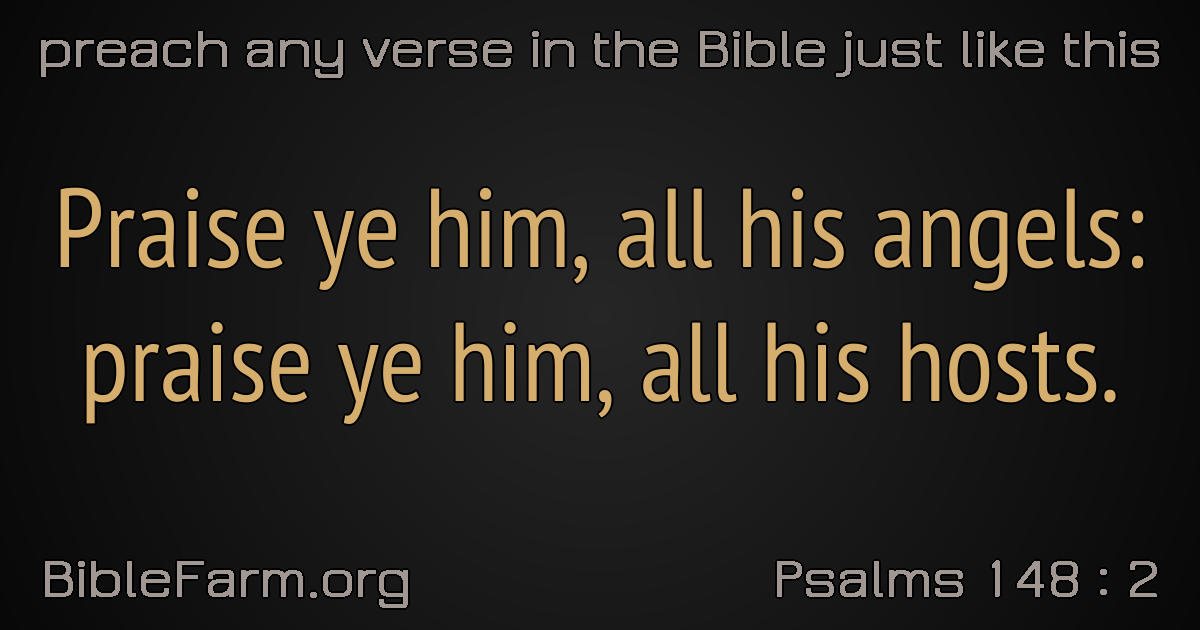 preach any verse in the Bible just like this
Praise ye him, all his angels:
praise ye him, all his hosts.
BibleFarm.org
Psalms 148 : 2